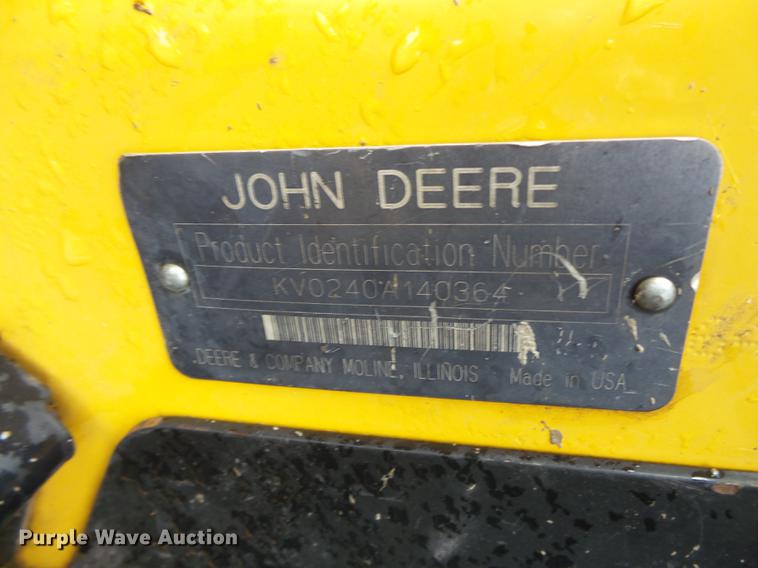 JOHN DEERE
Product Identification Number
KV0240A140364
DEERE & COMPANY MOLINE, ILLINOIS Made in USA
Purple Wave Auction